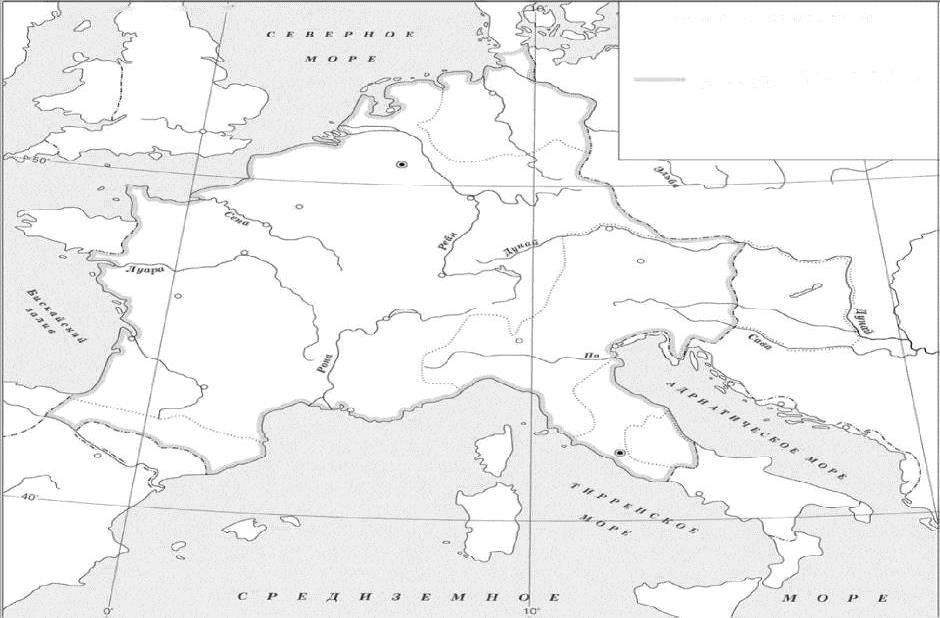 СЕВЕРНОЕ
МОРЕ
10°
50°
Эльба
Сена
Рейн
Дунай
Луара
Бискайский
залив
Дунай
Сава
Рона
По
АДРИАТИЧЕСКОЕ МОРЕ
40°
ТИРРЕНСКОЕ
МОРЕ
СРЕДИЗЕМНОЕ МОРЕ
0°
10°